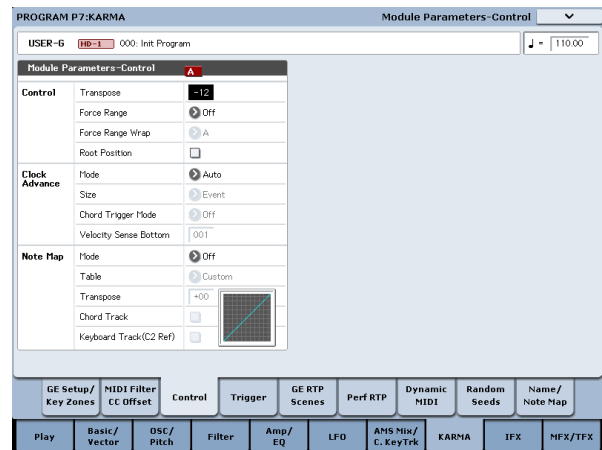 PROGRAM P7:KARMA Module Parameters-Control
USER-G HD-1 000: Init Program ♩ = 110.00
Module Parameters-Control A
Control Transpose -12
Force Range Off
Force Range Wrap A
Root Position
Clock Advance Mode Auto
Size Event
Chord Trigger Mode Off
Velocity Sense Bottom 001
Note Map Mode Off
Table Custom
Transpose +00
Chord Track
Keyboard Track(C2 Ref)
GE Setup/ Key Zones MIDI Filter CC Offset Control Trigger GE RTP Scenes Perf RTP Dynamic MIDI Random Seeds Name/ Note Map
Play Basic/ Vector OSC/ Pitch Filter Amp/ EQ LFO AMS Mix/ C. KeyTrk KARMA IFX MFX/TFX